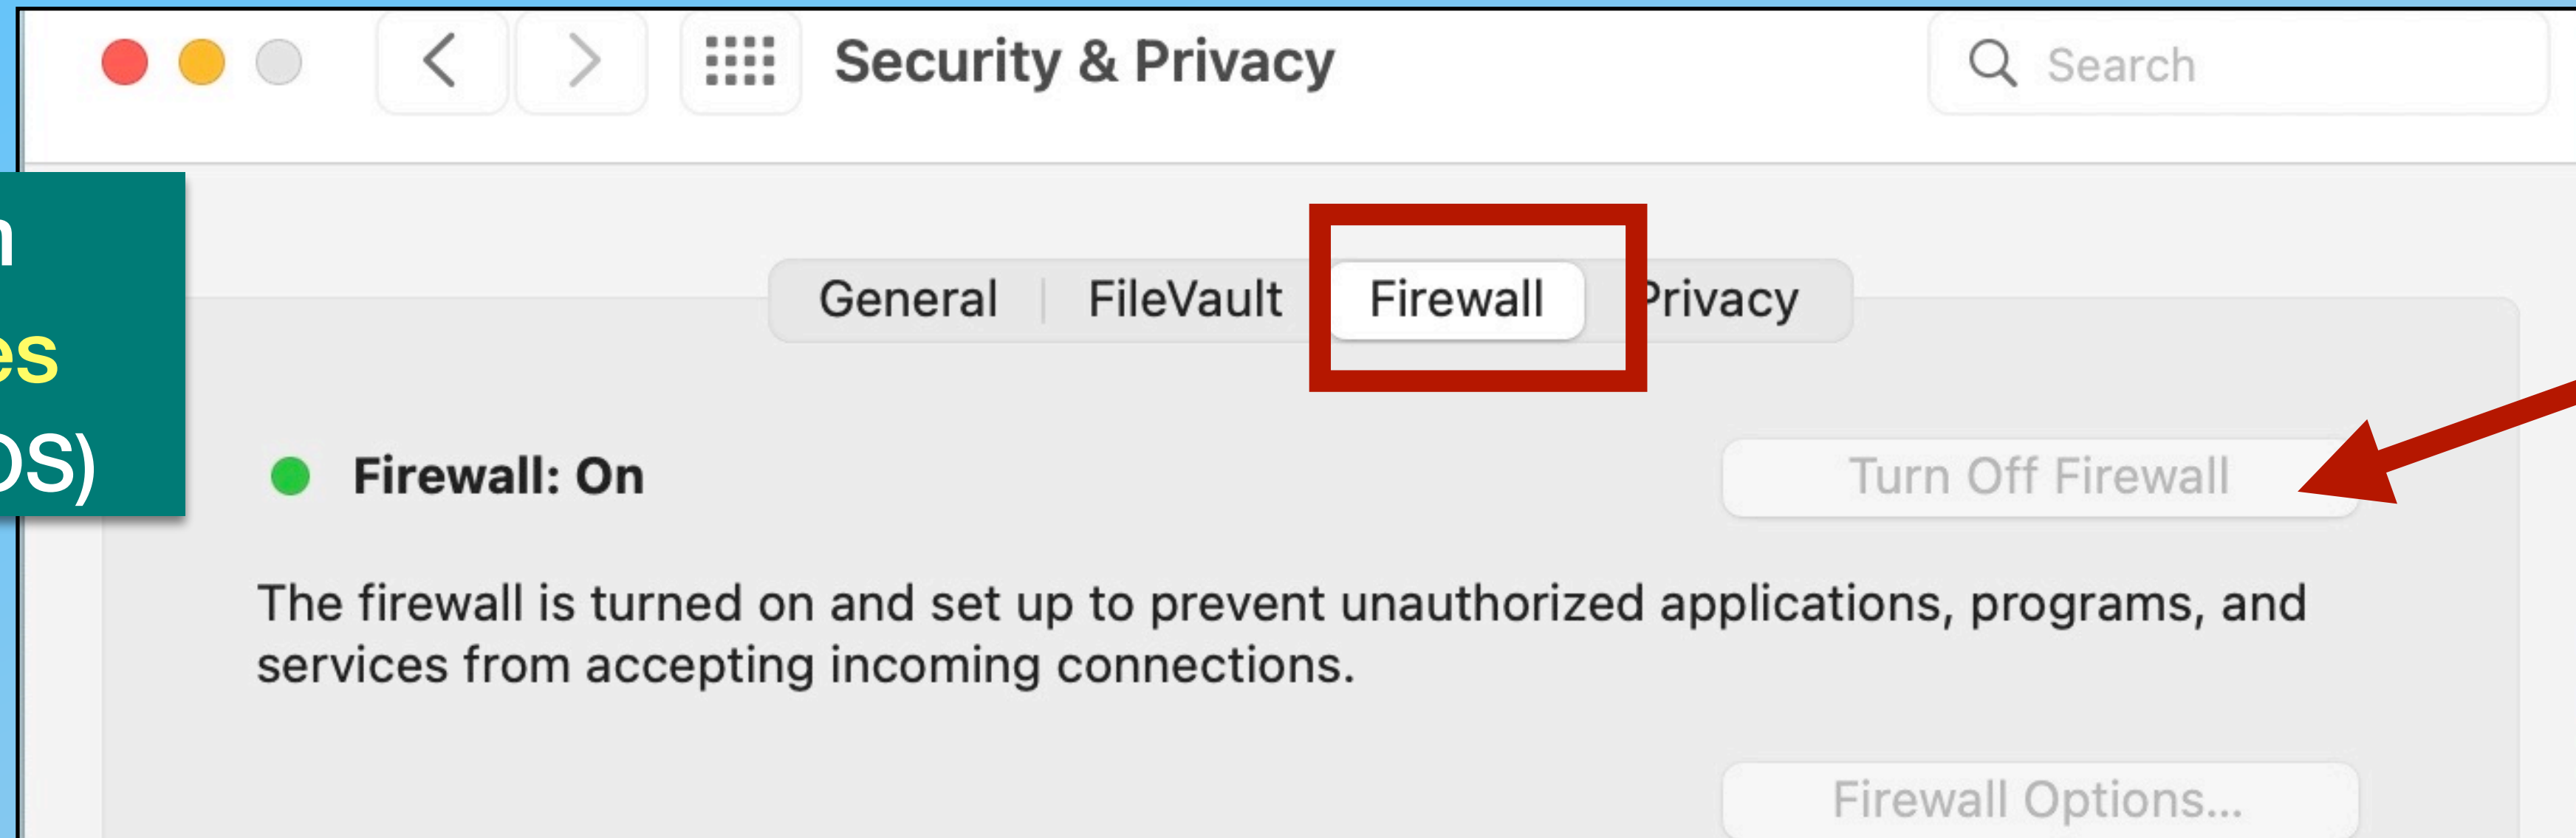 Security & Privacy
Search
General
FileVault
Firewall
Privacy
Firewall: On
Turn Off Firewall
The firewall is turned on and set up to prevent unauthorized applications, programs, and
services from accepting incoming connections.
Firewall Options...